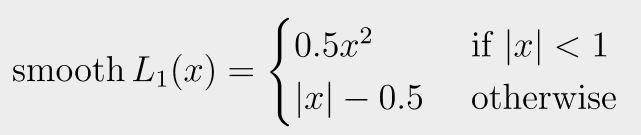 smooth L₁(x) = { 0.5x² if |x| < 1
|x| − 0.5 otherwise